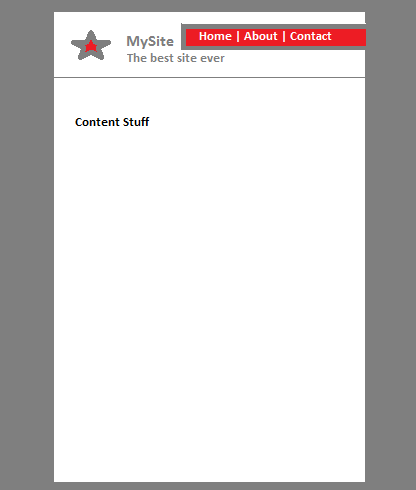 MySite
Home | About | Contact
The best site ever
Content Stuff